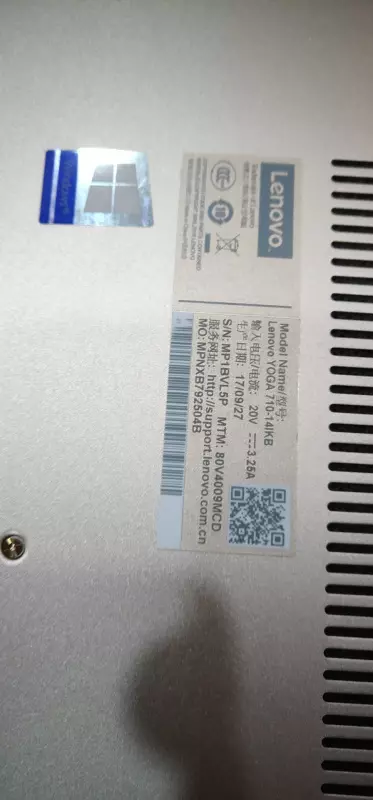 Lenovo
Model Name/型号:
Lenovo YOGA 710-14IKB
输入电压/电流: 20V 3.25A
生产日期: 17/09/27
S/N: MP1BVL5P MTM: 80V4009MCD
服务网址: http://support.lenovo.com.cn
MO: MPNXB792504B
Windows